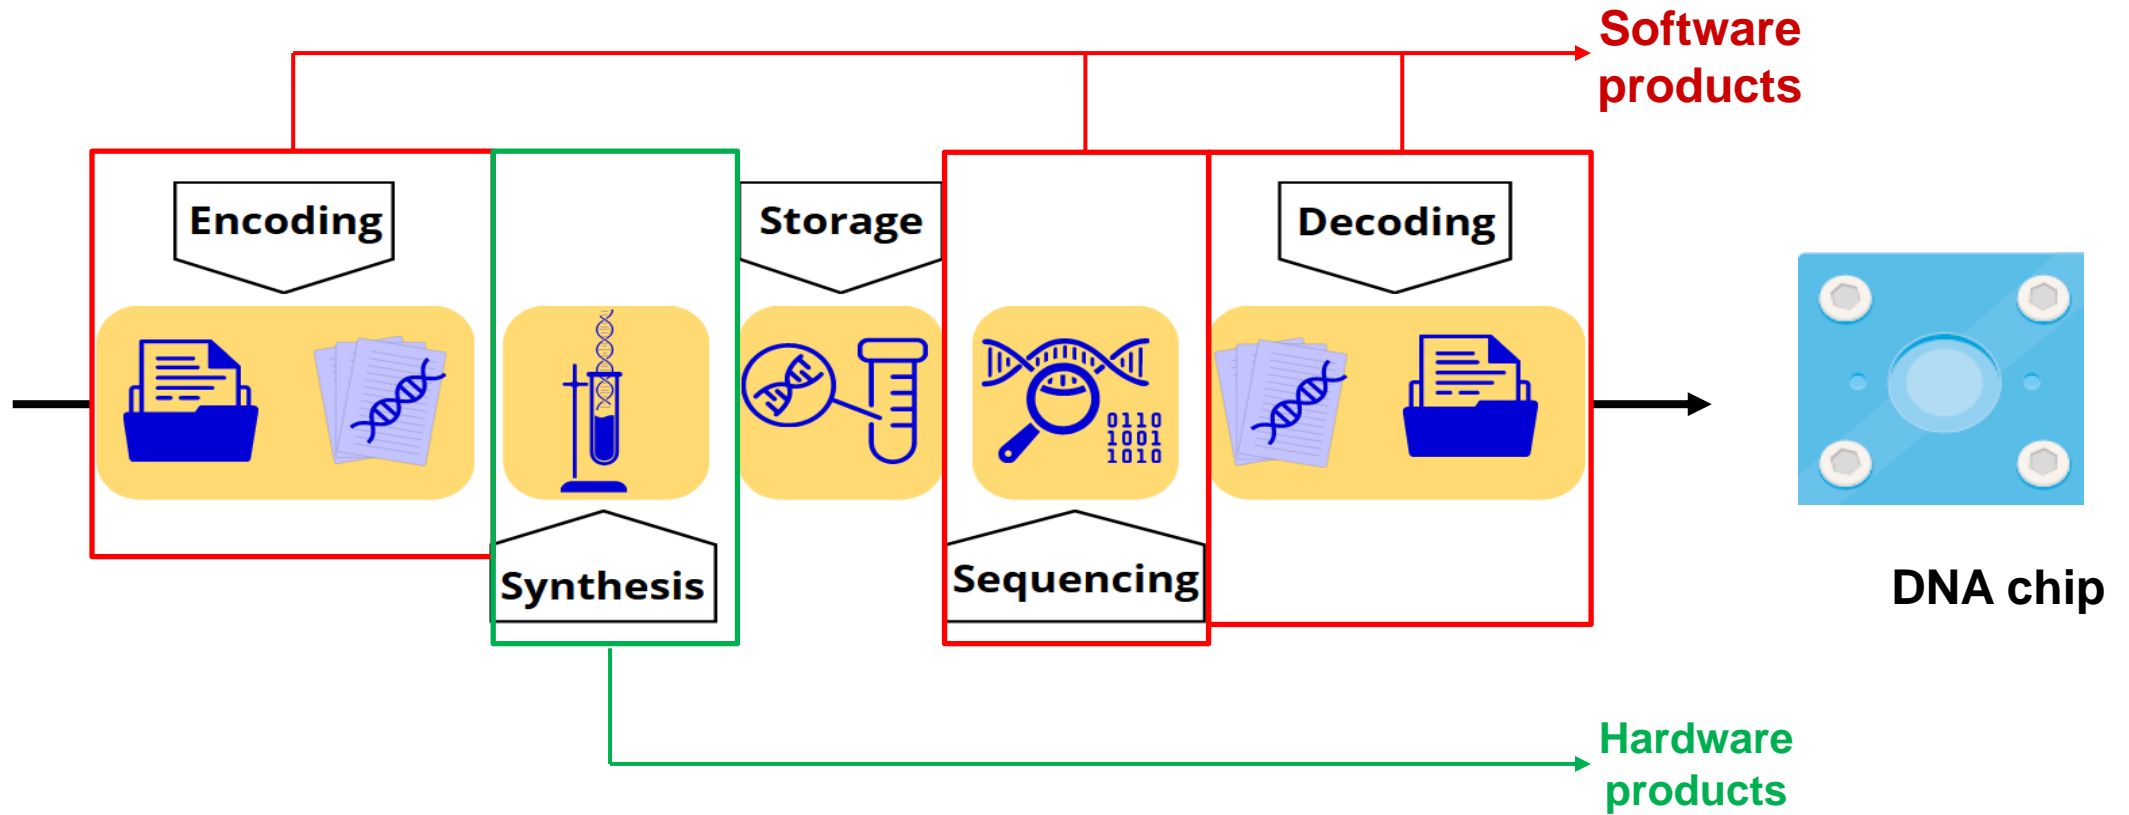 Software
products
Encoding
Storage
Decoding
0110
1001
1010
Synthesis
Sequencing
DNA chip
Hardware
products